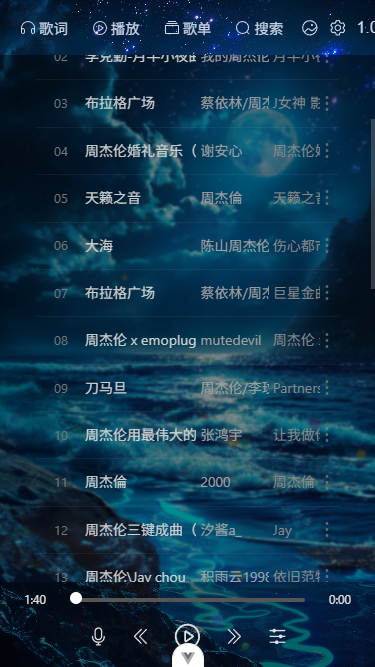 歌词 播放 歌单 搜索 1.0
02 李克勤-月半小夜曲 我的周杰伦 月半小夜
03 布拉格广场 蔡依林/周杰 J女神 影
04 周杰伦婚礼音乐( 谢安心 周杰伦婚
05 天籁之音 周杰倫 天籁之音
06 大海 陈山周杰伦 伤心都市
07 布拉格广场 蔡依林/周杰 巨星金曲
08 周杰伦 x emoplug mutedevil 周杰伦
09 刀马旦 周杰伦/李玟 Partners
10 周杰伦用最伟大的 张鸿宇 让我做你
11 周杰倫 2000 周杰倫
12 周杰伦三键成曲( 汐酱a_ Jay
13 周杰伦\Jay chou 积雨云1998 依旧范特
1:40 0:00